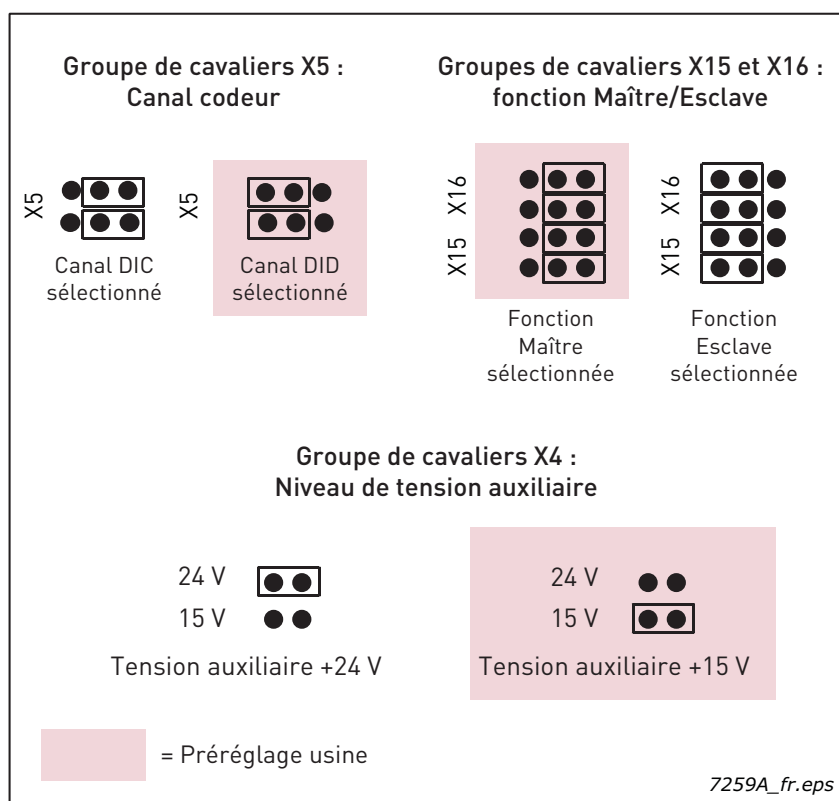 Groupe de cavaliers X5 :
Canal codeur
X5
Canal DIC
sélectionné
X5
Canal DID
sélectionné
Groupes de cavaliers X15 et X16 :
fonction Maître/Esclave
X16
X15
Fonction
Maître
sélectionnée
X16
X15
Fonction
Esclave
sélectionnée
Groupe de cavaliers X4 :
Niveau de tension auxiliaire
24 V
15 V
Tension auxiliaire +24 V
24 V
15 V
Tension auxiliaire +15 V
= Préréglage usine
7259A_fr.eps